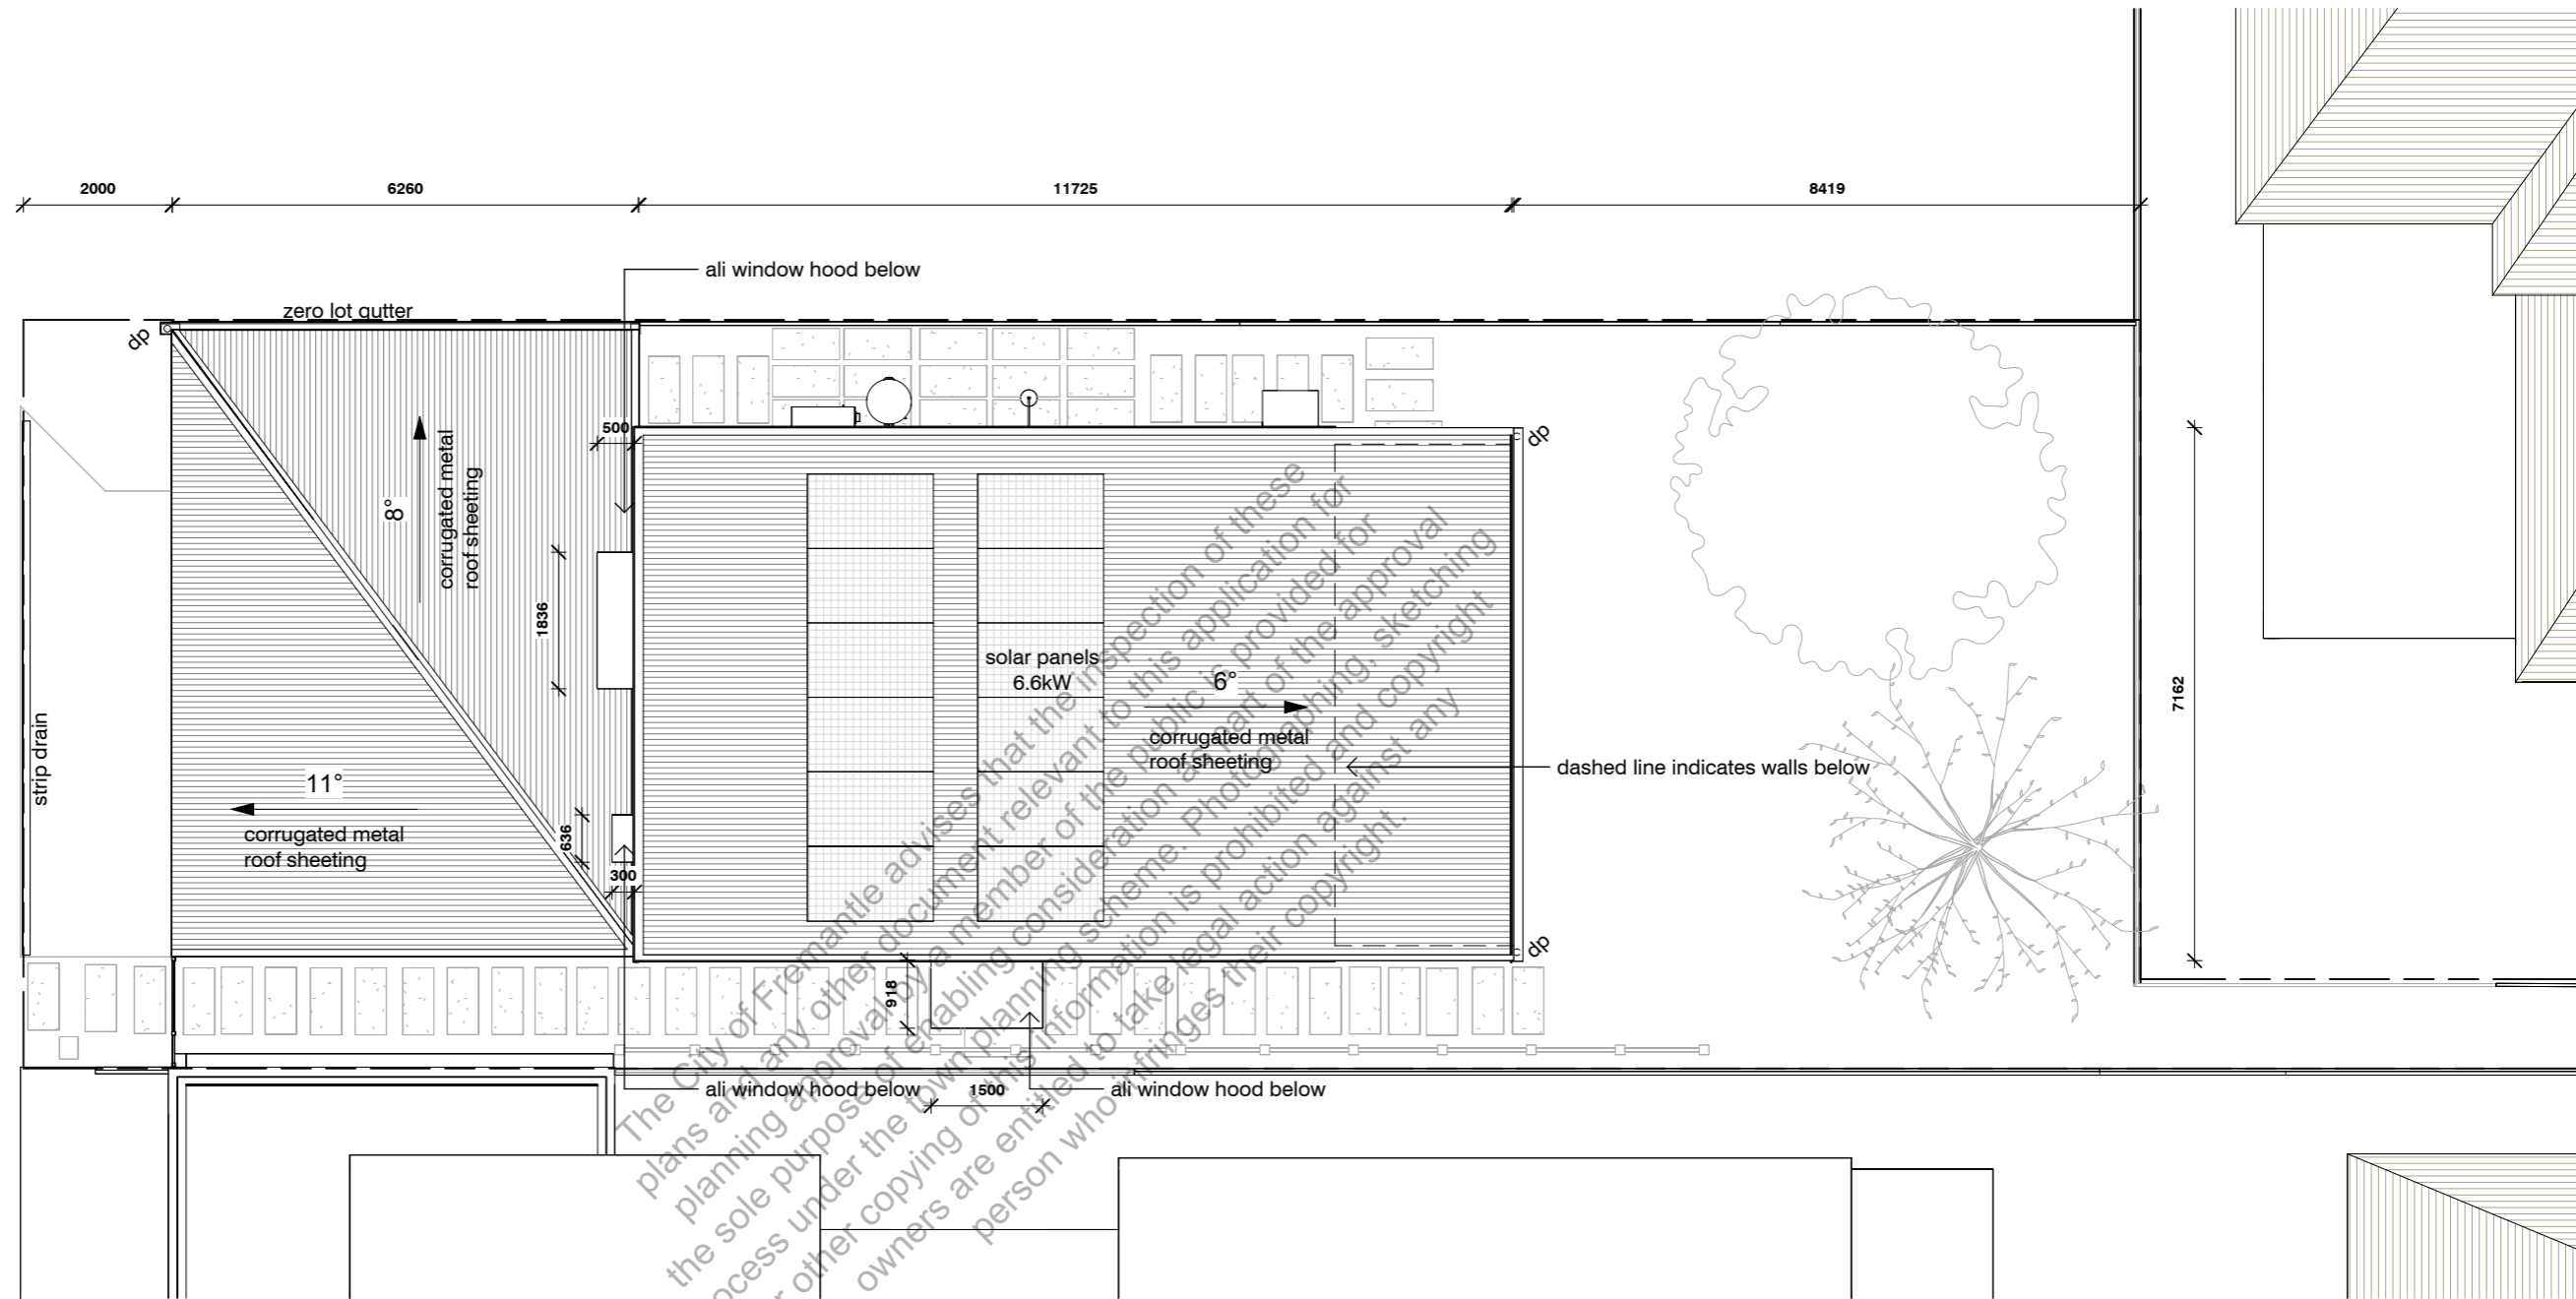 2000
6260
11725
8419
ali window hood below
zero lot gutter
dp
500
dp
8°
corrugated metal
roof sheeting
1836
solar panels
6.6kW
6°
corrugated metal
roof sheeting
7162
strip drain
11°
corrugated metal
roof sheeting
636
300
dashed line indicates walls below
dp
918
ali window hood below
1500
ali window hood below
The City of Fremantle advises that the inspection of these
plans and any other document relevant to this application for
planning approval by a member of the public is provided for
the sole purpose of enabling consideration as part of the approval
ocess under the town planning scheme. Photographing, sketching
r other copying of this information is prohibited and copyright
owners are entitled to take legal action against any
person who infringes their copyright.